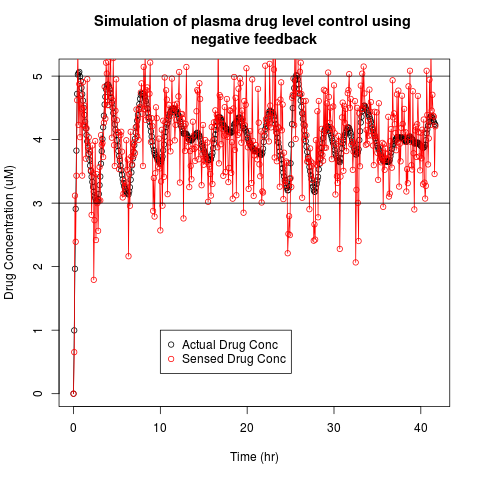 Simulation of plasma drug level control using
negative feedback
Drug Concentration (uM)
5
4
3
2
1
0
Actual Drug Conc
Sensed Drug Conc
0
10
20
30
40
Time (hr)